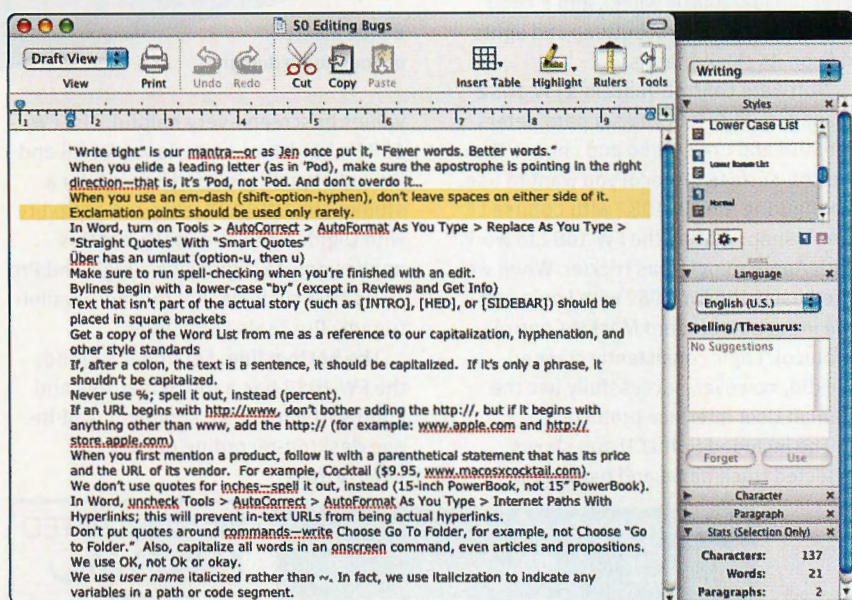 50 Editing Bugs
Draft View
View Print Undo Redo Cut Copy Paste Insert Table Highlight Rulers Tools
1 2 3 4 5 6
"Write tight" is our mantra—or as Jen once put it, "Fewer words. Better words."
When you elide a leading letter (as in 'Pod), make sure the apostrophe is pointing in the right
direction—that is, it's ’Pod, not ‘Pod. And don't overdo it...
When you use an em-dash (shift-option-hyphen), don't leave spaces on either side of it.
Exclamation points should be used only rarely.
In Word, turn on Tools > AutoCorrect > AutoFormat As You Type > Replace As You Type >
"Straight Quotes" With "Smart Quotes"
Über has an umlaut (option-u, then u)
Make sure to run spell-checking when you're finished with an edit.
Bylines begin with a lower-case "by" (except in Reviews and Get Info)
Text that isn't part of the actual story (such as [INTRO], [HED], or [SIDEBAR]) should be
placed in square brackets
Get a copy of the Word List from me as a reference to our capitalization, hyphenation, and
other style standards
If, after a colon, the text is a sentence, it should be capitalized. If it's only a phrase, it
shouldn't be capitalized.
Never use %; spell it out, instead (percent).
If an URL begins with http://www, don't bother adding the http://, but if it begins with
anything other than www, add the http:// (for example: www.apple.com and http://
store.apple.com)
When you first mention a product, follow it with a parenthetical statement that has its price
and the URL of its vendor. For example, Cocktail ($9.95, www.macosxcocktail.com).
We don't use quotes for inches—spell it out, instead (15-inch PowerBook, not 15" PowerBook).
In Word, uncheck Tools > AutoCorrect > AutoFormat As You Type > Internet Paths With
Hyperlinks; this will prevent in-text URLs from being actual hyperlinks.
Don't put quotes around commands—write Choose Go To Folder, for example, not Choose "Go
to Folder." Also, capitalize all words in an onscreen command, even articles and propositions.
We use OK, not Ok or okay.
We use user name italicized rather than ~. In fact, we use italicization to indicate any
variables in a path or code segment.
Writing
Styles
Lower Case List
Lower Roman List
Normal
Language
English (U.S.)
Spelling/Thesaurus:
No Suggestions
Forget Use
Character
Paragraph
Stats (Selection Only)
Characters: 137
Words: 21
Paragraphs: 2